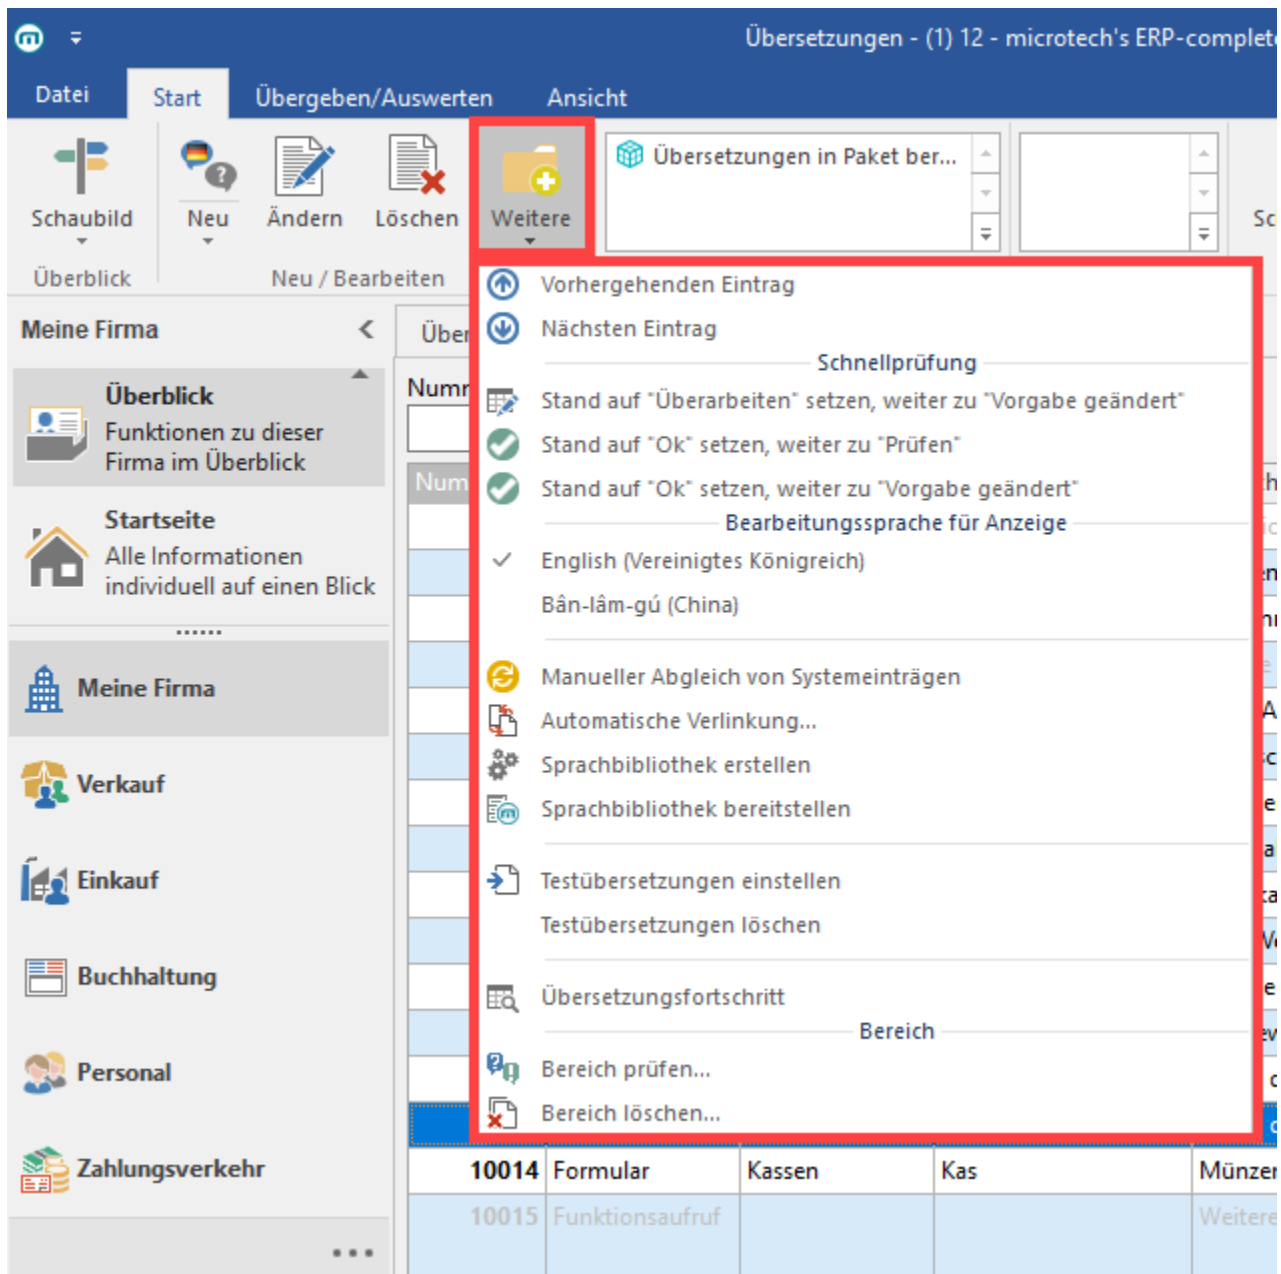 Übersetzungen - (1) 12 - microtech's ERP-complete
Datei
Start
Übergeben/Auswerten
Ansicht
Schaubild
Neu
Ändern
Löschen
Weitere
Übersetzungen in Paket ber...
Überblick
Neu / Bearbeiten
Meine Firma
Überblick
Funktionen zu dieser
Firma im Überblick
Startseite
Alle Informationen
individuell auf einen Blick
Meine Firma
Verkauf
Einkauf
Buchhaltung
Personal
Zahlungsverkehr
Vorhergehenden Eintrag
Nächsten Eintrag
Schnellprüfung
Stand auf "Überarbeiten" setzen, weiter zu "Vorgabe geändert"
Stand auf "Ok" setzen, weiter zu "Prüfen"
Stand auf "Ok" setzen, weiter zu "Vorgabe geändert"
Bearbeitungssprache für Anzeige
English (Vereinigtes Königreich)
Bân-lâm-gú (China)
Manueller Abgleich von Systemeinträgen
Automatische Verlinkung...
Sprachbibliothek erstellen
Sprachbibliothek bereitstellen
Testübersetzungen einstellen
Testübersetzungen löschen
Übersetzungsfortschritt
Bereich
Bereich prüfen...
Bereich löschen...
10014 Formular Kassen Kas Münzen
10015 Funktionsaufruf Weitere